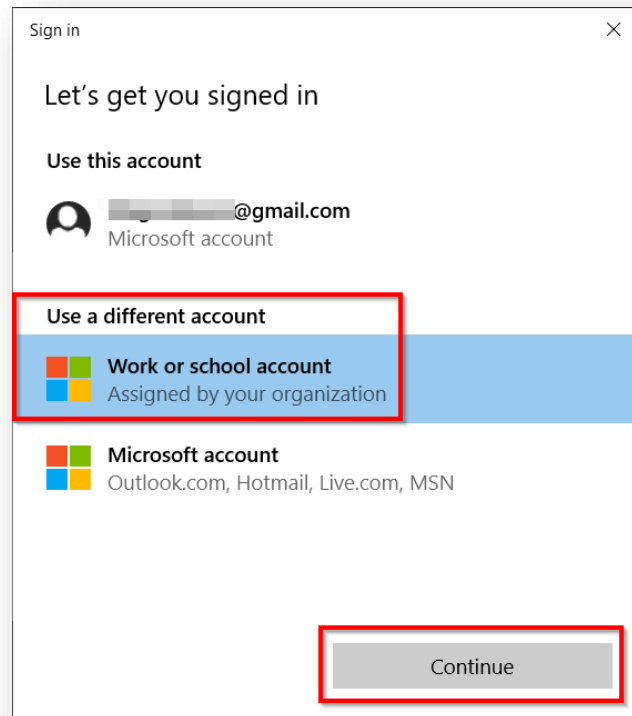 Sign in
Let's get you signed in
Use this account
@gmail.com
Microsoft account
Use a different account
Work or school account
Assigned by your organization
Microsoft account
Outlook.com, Hotmail, Live.com, MSN
Continue